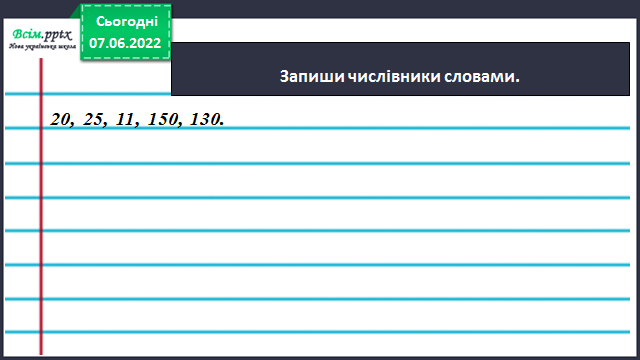 Всім.pptx
Нова українська школа
Сьогодні
07.06.2022
Запиши числівники словами.
20, 25, 11, 150, 130.